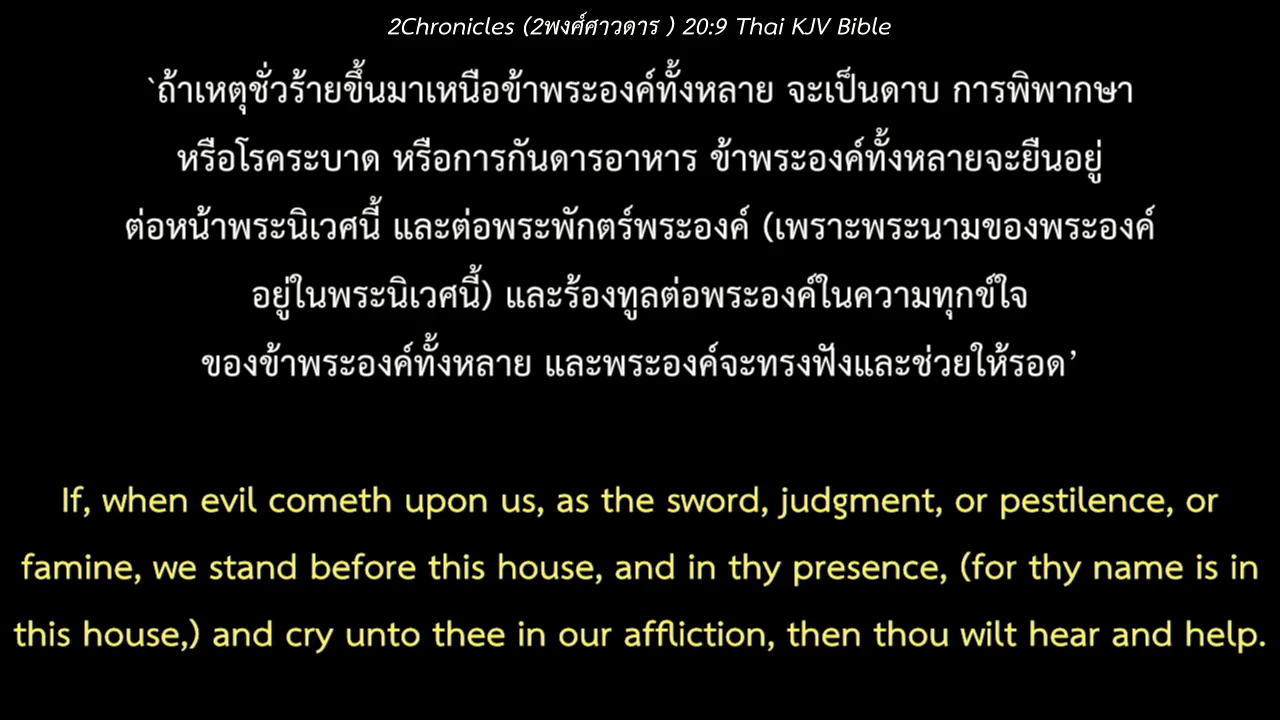 2Chronicles (2พงศ์ศาวดาร ) 20:9 Thai KJV Bible
`ถ้าเหตุชั่วร้ายขึ้นมาเหนือข้าพระองค์ทั้งหลาย จะเป็นดาบ การพิพากษา
หรือโรคระบาด หรือการกันดารอาหาร ข้าพระองค์ทั้งหลายจะยืนอยู่
ต่อหน้าพระนิเวศนี้ และต่อพระพักตร์พระองค์ (เพราะพระนามของพระองค์
อยู่ในพระนิเวศนี้) และร้องทูลต่อพระองค์ในความทุกข์ใจ
ของข้าพระองค์ทั้งหลาย และพระองค์จะทรงฟังและช่วยให้รอด’
If, when evil cometh upon us, as the sword, judgment, or pestilence, or
famine, we stand before this house, and in thy presence, (for thy name is in
this house,) and cry unto thee in our affliction, then thou wilt hear and help.